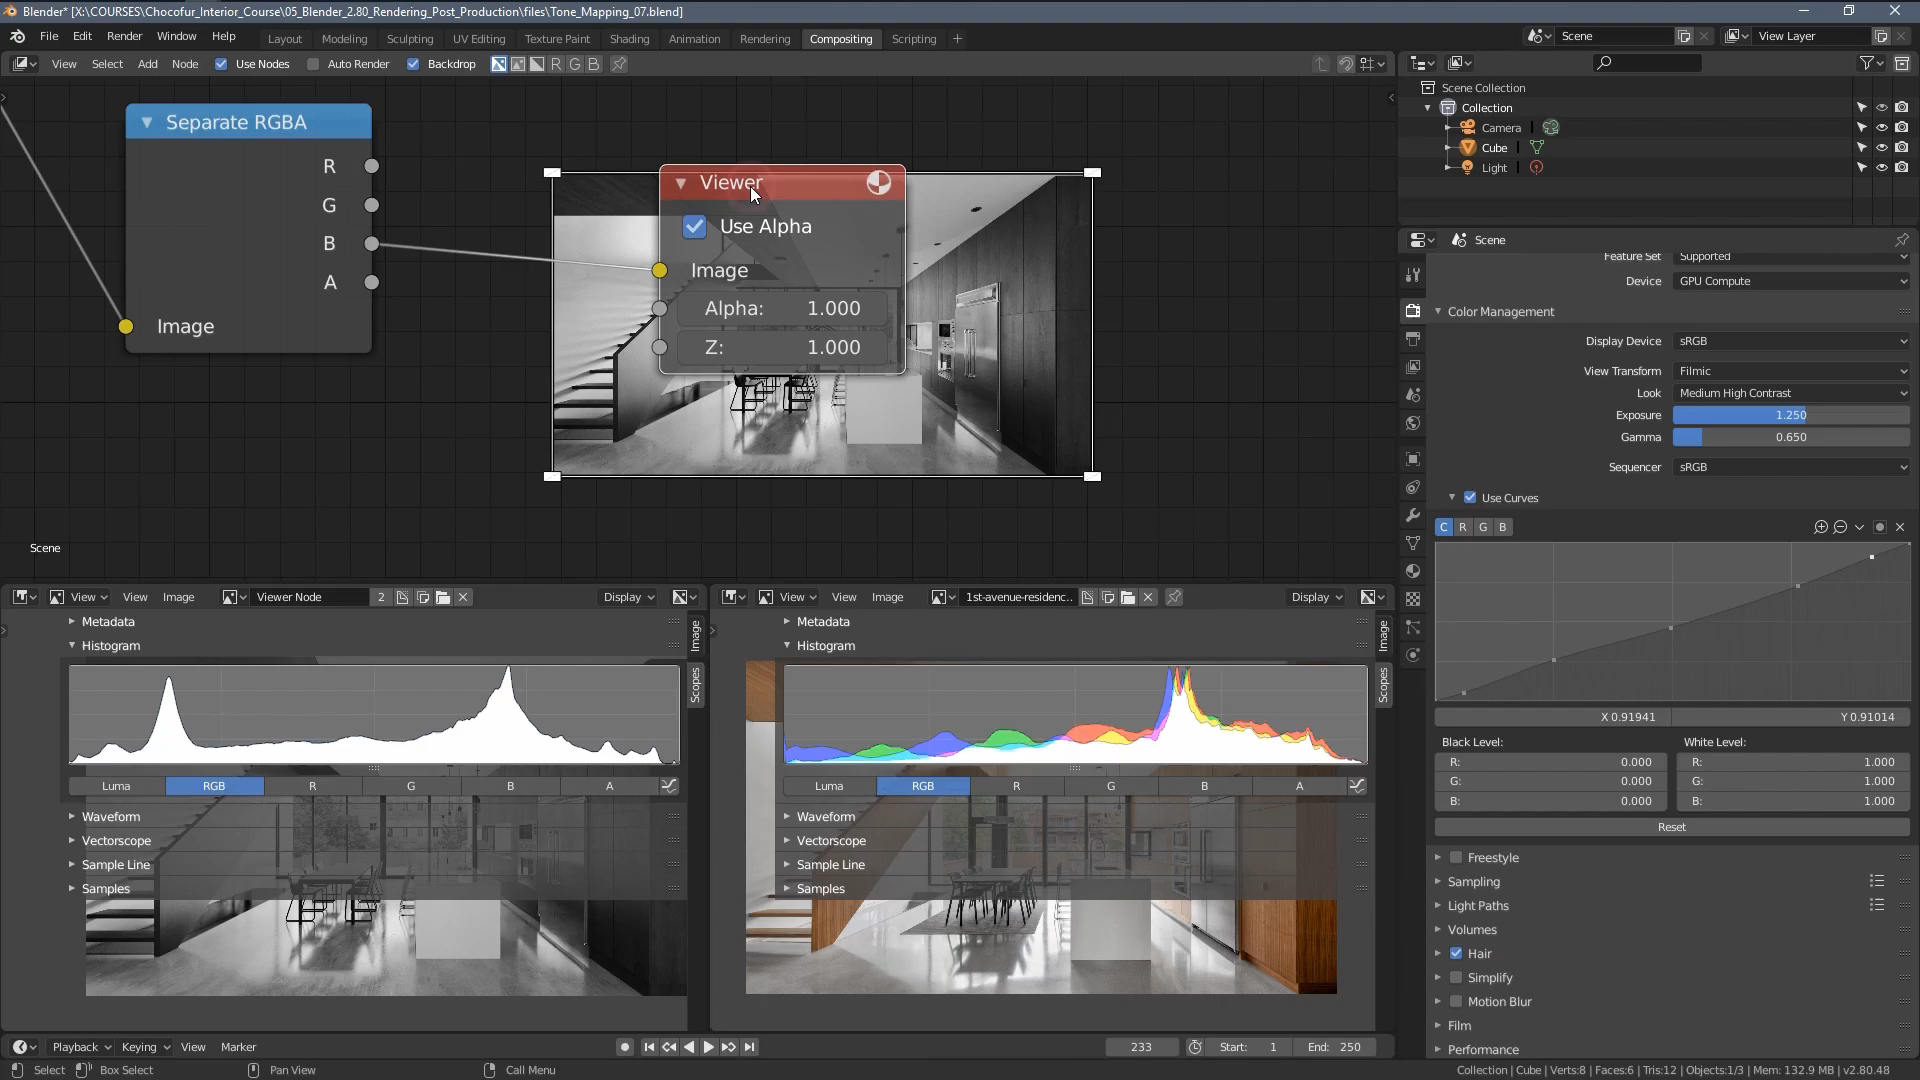 Blender* [X:\COURSES\Chocofur_Interior_Course\05_Blender_2.80_Rendering_Post_Production\files\Tone_Mapping_07.blend]
File Edit Render Window Help Layout Modeling Sculpting UV Editing Texture Paint Shading Animation Rendering Compositing Scripting + Scene View Layer
View Select Add Node Use Nodes Auto Render Backdrop R G B
Scene Collection
Collection
Camera
Cube
Light
Separate RGBA
R
G
B
A
Image
Viewer
Use Alpha
Image
Alpha: 1.000
Z: 1.000
Scene
Scene
Feature Set Supported
Device GPU Compute
Color Management
Display Device sRGB
View Transform Filmic
Look Medium High Contrast
Exposure 1.250
Gamma 0.650
Sequencer sRGB
Use Curves
C R G B
X 0.91941 Y 0.91014
Black Level: White Level:
R: 0.000 R: 1.000
G: 0.000 G: 1.000
B: 0.000 B: 1.000
Reset
Freestyle
Sampling
Light Paths
Volumes
Hair
Simplify
Motion Blur
Film
Performance
View View Image Viewer Node 2 Display
Metadata
Histogram
Luma RGB R G B A
Waveform
Vectorscope
Sample Line
Samples
Image
Scopes
View View Image 1st-avenue-residenc.. Display
Metadata
Histogram
Luma RGB R G B A
Waveform
Vectorscope
Sample Line
Samples
Image
Scopes
Playback Keying View Marker 233 Start: 1 End: 250
Select Box Select Pan View Call Menu Collection | Cube | Verts:8 | Faces:6 | Tris:12 | Objects:1/3 | Mem: 132.9 MB | v2.80.48